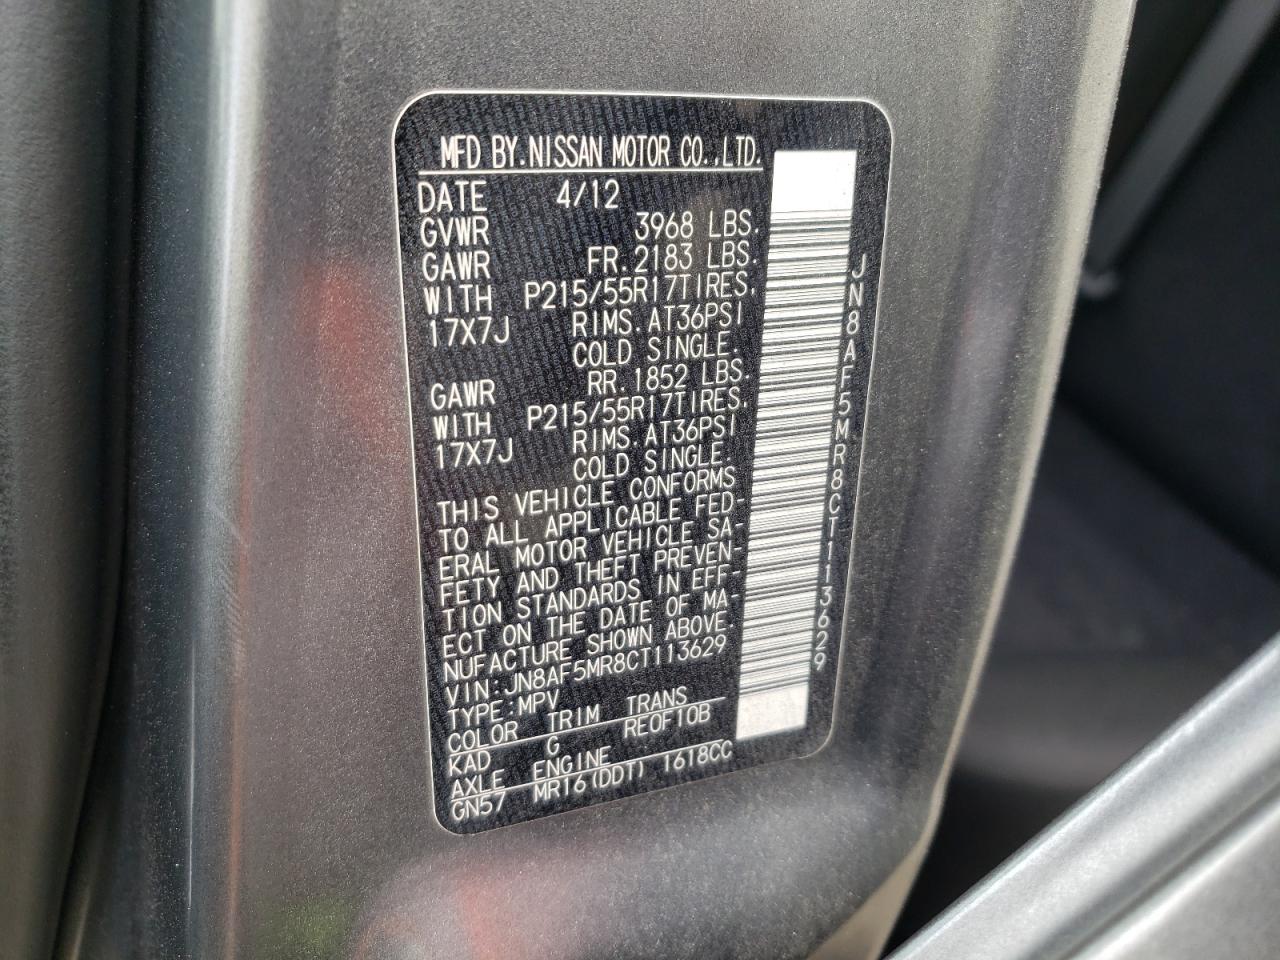 MFD BY.NISSAN MOTOR CO.,LTD.
DATE 4/12
GVWR 3968 LBS.
GAWR FR.2183 LBS.
WITH P215/55R17TIRES,
17X7J RIMS.AT36PSI
COLD SINGLE.
GAWR RR.1852 LBS.
WITH P215/55R17TIRES,
17X7J RIMS.AT36PSI
COLD SINGLE.
THIS VEHICLE CONFORMS
TO ALL APPLICABLE FED-
ERAL MOTOR VEHICLE SA-
FETY AND THEFT PREVEN-
TION STANDARDS IN EFF-
ECT ON THE DATE OF MA-
NUFACTURE SHOWN ABOVE.
VIN:JN8AF5MR8CT113629
TYPE:MPV
COLOR TRIM TRANS
KAD G RE0F10B
AXLE ENGINE
GN57 MR16(DDT) 1618CC
JN8AF5MR8CT113629